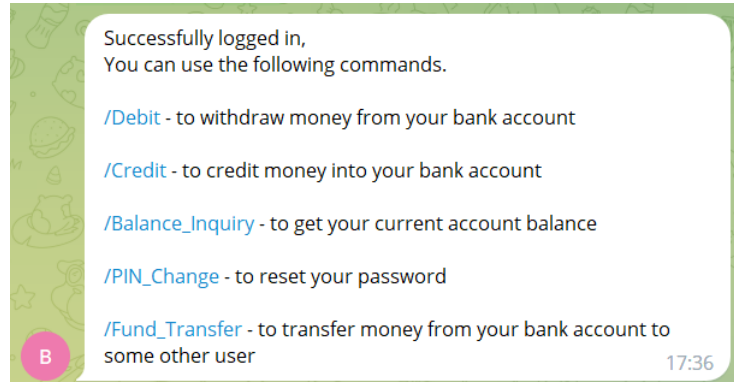 Successfully logged in,
You can use the following commands.
/Debit - to withdraw money from your bank account
/Credit - to credit money into your bank account
/Balance_Inquiry - to get your current account balance
/PIN_Change - to reset your password
/Fund_Transfer - to transfer money from your bank account to
some other user
B
17:36